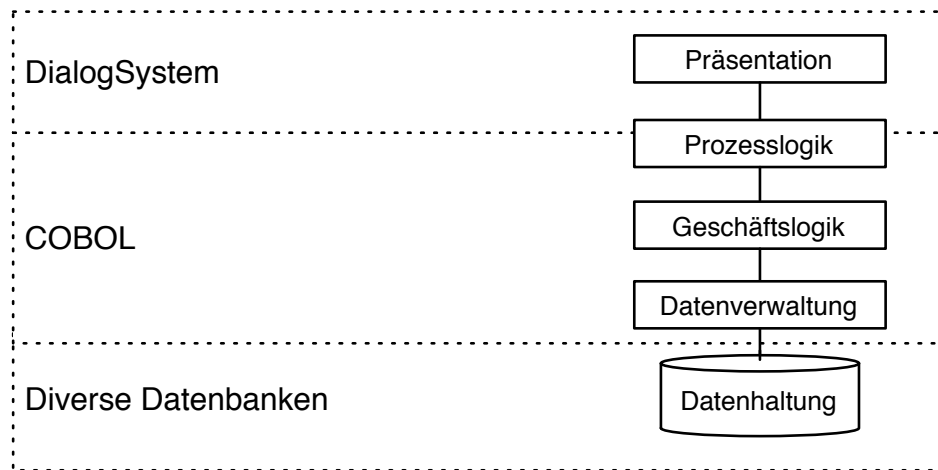 DialogSystem
Präsentation
Prozesslogik
COBOL
Geschäftslogik
Datenverwaltung
Diverse Datenbanken
Datenhaltung